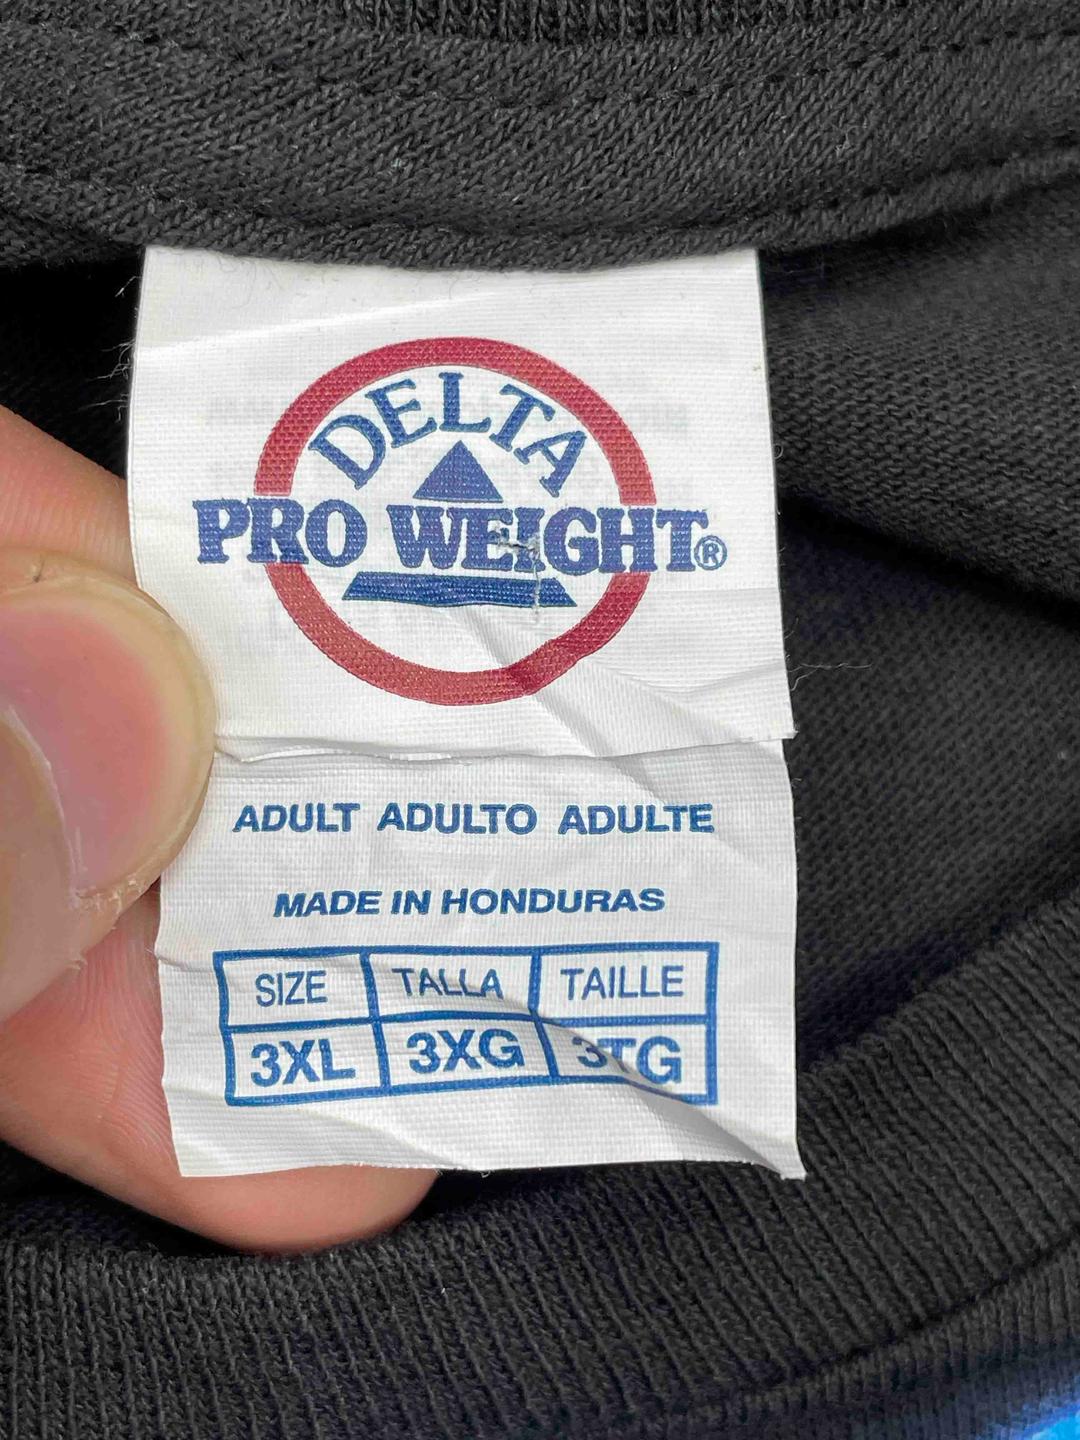 DELTA
PRO WEIGHT®
ADULT ADULTO ADULTE
MADE IN HONDURAS
SIZE TALLA TAILLE
3XL 3XG 3TG